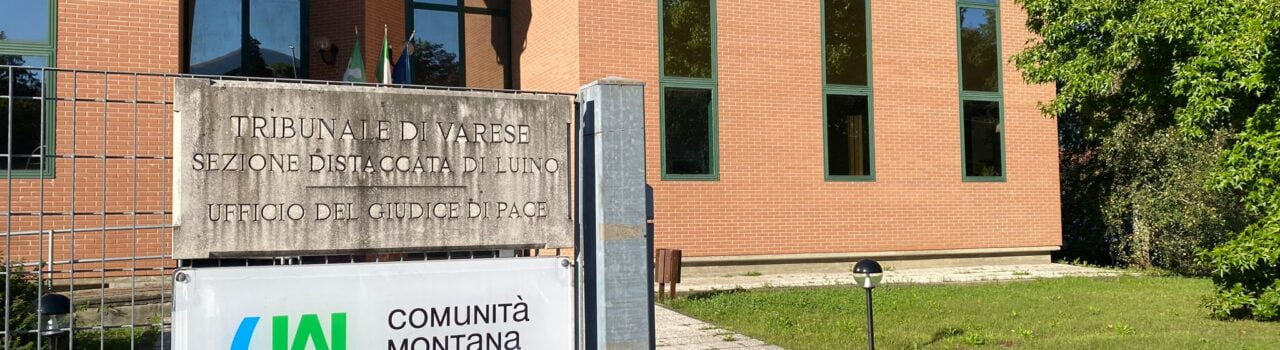 TRIBUNALE DI VARESE
SEZIONE DISTACCATA DI LUINO
UFFICIO DEL GIUDICE DI PACE
COMUNITÀ
MONTANA